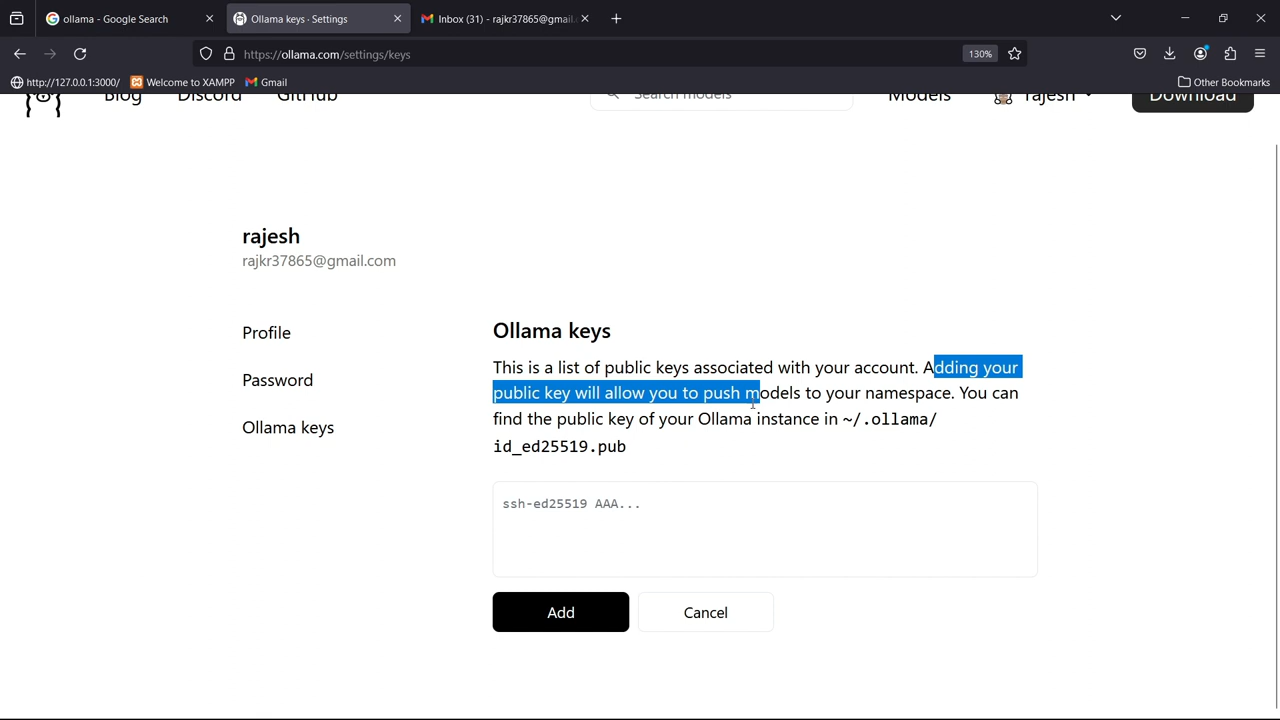 ollama - Google Search
Ollama keys · Settings
Inbox (31) - rajkr37865@gmail.
https://ollama.com/settings/keys
130%
http://127.0.0.1:3000/
Welcome to XAMPP
Gmail
Other Bookmarks
Blog
Discord
GitHub
Search models
Models
rajesh
Download
rajesh
rajkr37865@gmail.com
Profile
Password
Ollama keys
Ollama keys
This is a list of public keys associated with your account. Adding your
public key will allow you to push models to your namespace. You can
find the public key of your Ollama instance in ~/.ollama/
id_ed25519.pub
ssh-ed25519 AAA...
Add
Cancel